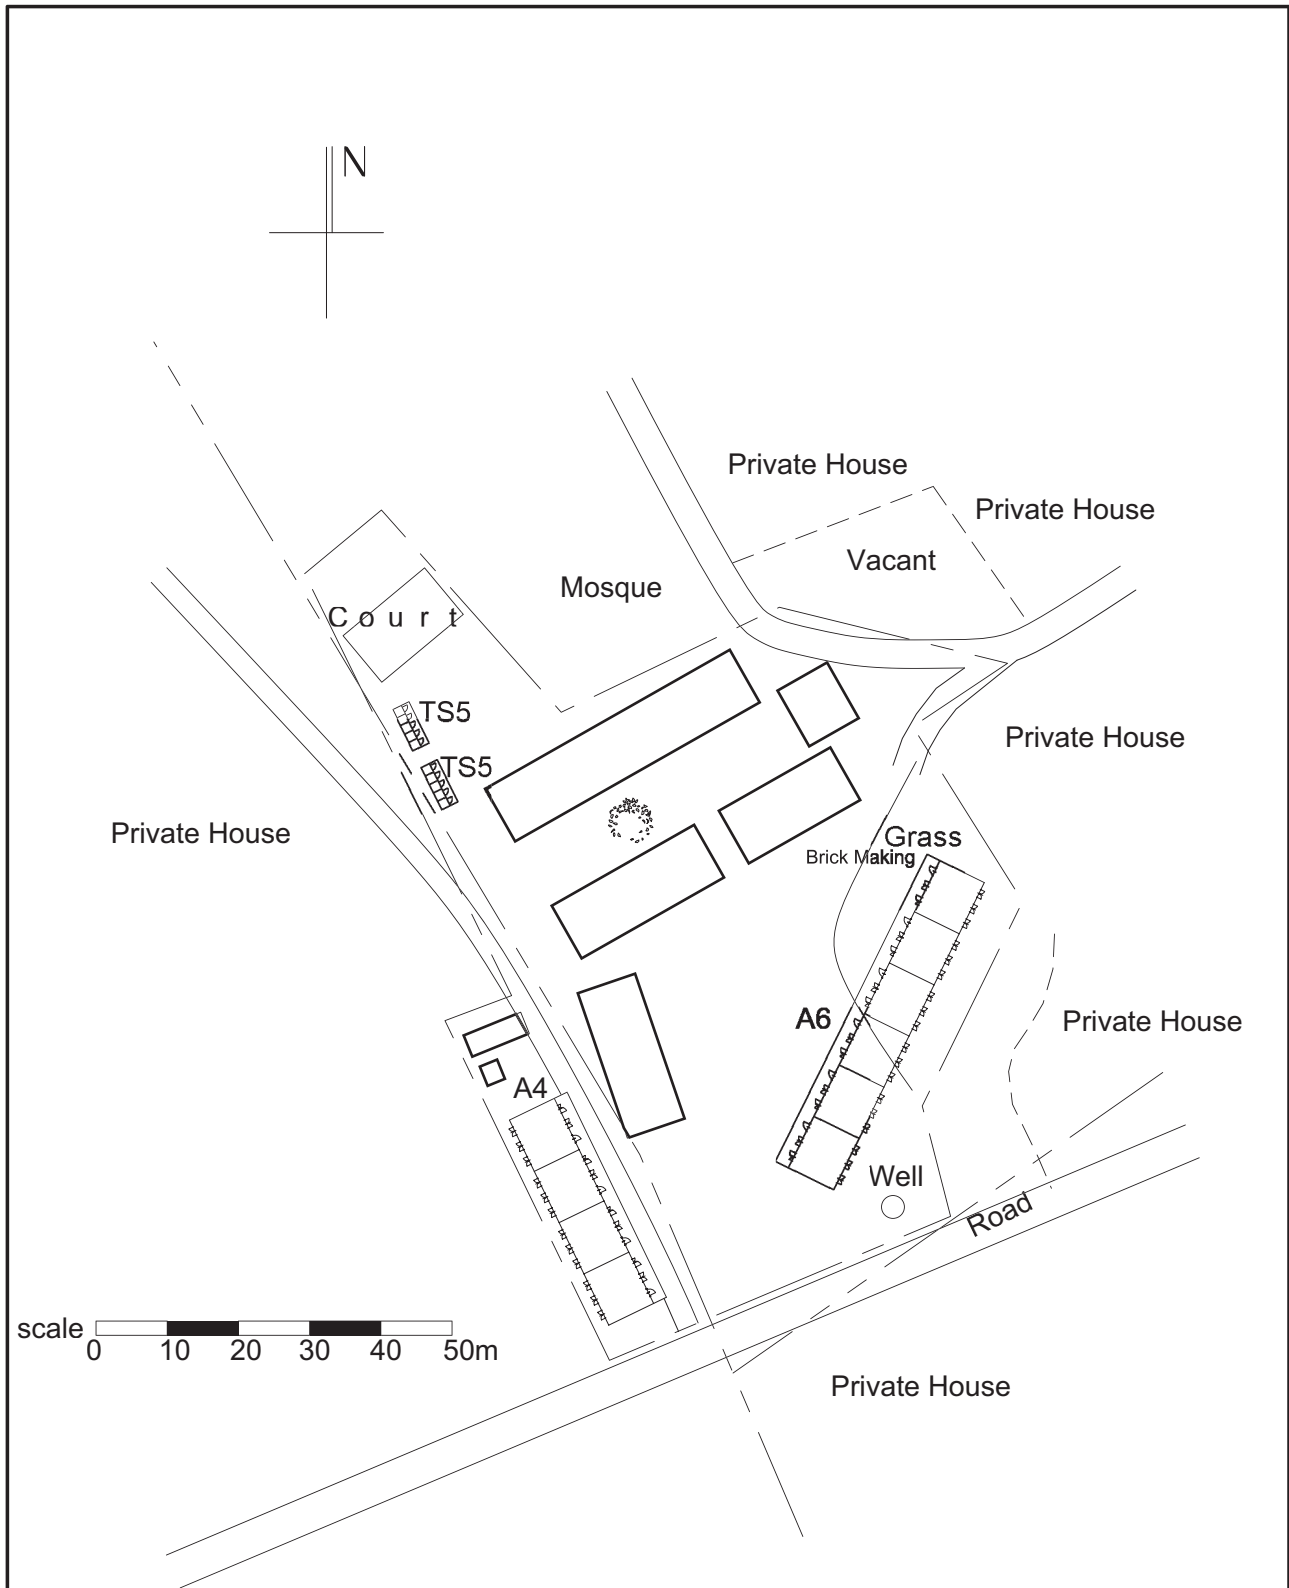 N
Private House
Private House
Vacant
Mosque
Court
TS5
TS5
Private House
Private House
Grass
Brick Making
A6
Private House
A4
Well
Road
scale
0 10 20 30 40 50m
Private House